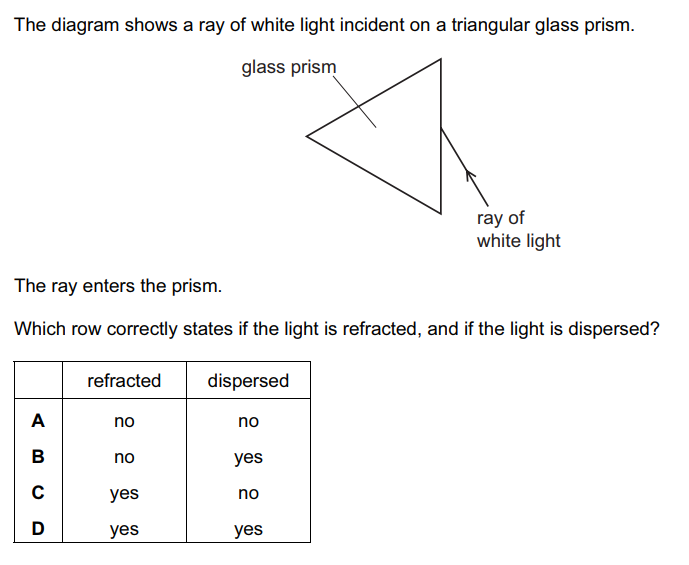 The diagram shows a ray of white light incident on a triangular glass prism.
glass prism
ray of
white light
The ray enters the prism.
Which row correctly states if the light is refracted, and if the light is dispersed?
refracted dispersed
A no no
B no yes
C yes no
D yes yes